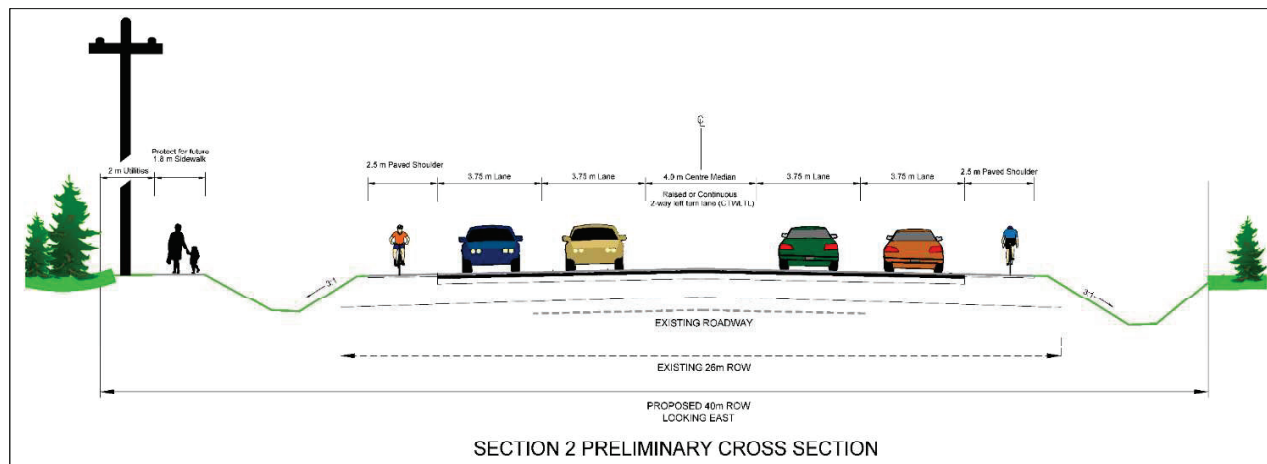 ℄
Protect for future
1.8 m Sidewalk
2 m Utilities
2.5 m Paved Shoulder
3.75 m Lane
3.75 m Lane
4.0 m Centre Median
3.75 m Lane
3.75 m Lane
2.5 m Paved Shoulder
Raised or Continuous
2-way left turn lane (CTWLTL)
3:1
3:1
EXISTING ROADWAY
EXISTING 26m ROW
PROPOSED 40m ROW
LOOKING EAST
SECTION 2 PRELIMINARY CROSS SECTION